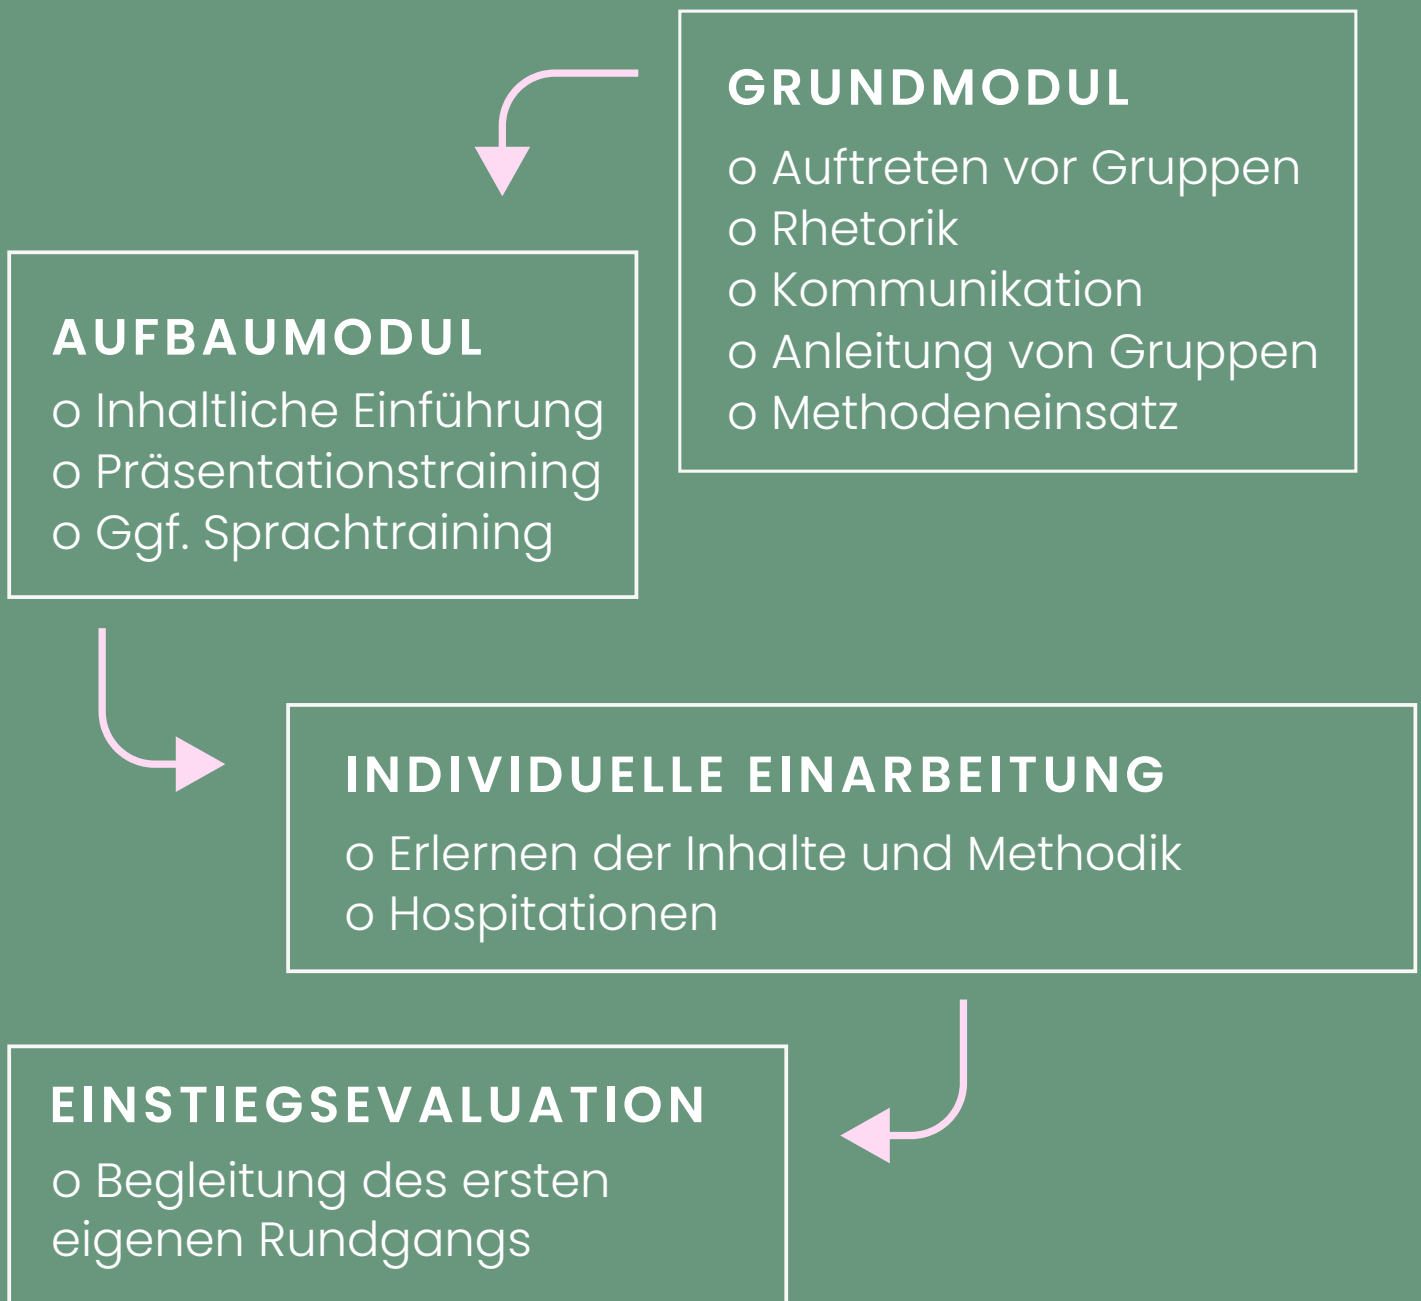 GRUNDMODUL
o Auftreten vor Gruppen
o Rhetorik
o Kommunikation
o Anleitung von Gruppen
o Methodeneinsatz
AUFBAUMODUL
o Inhaltliche Einführung
o Präsentationstraining
o Ggf. Sprachtraining
INDIVIDUELLE EINARBEITUNG
o Erlernen der Inhalte und Methodik
o Hospitationen
EINSTIEGSEVALUATION
o Begleitung des ersten
eigenen Rundgangs